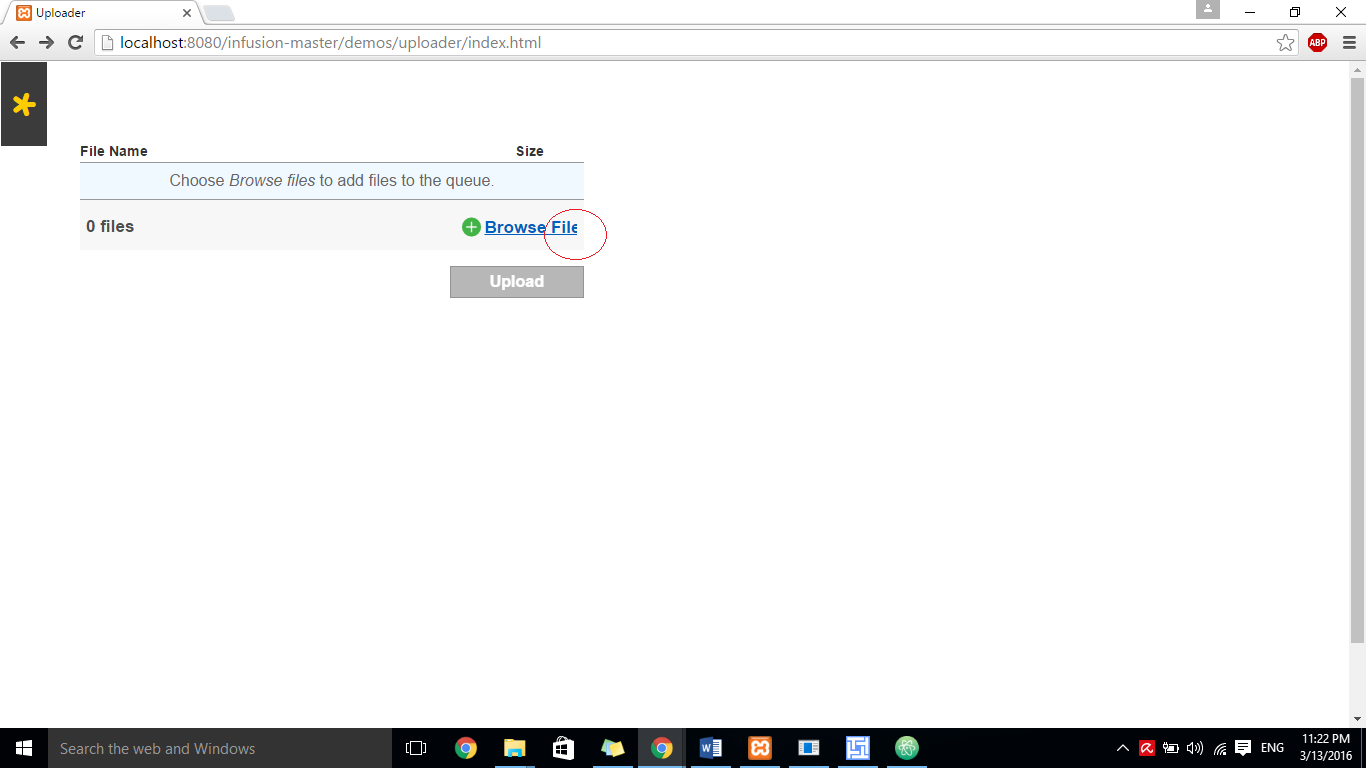 Uploader
localhost:8080/infusion-master/demos/uploader/index.html
ABP
File Name Size
Choose Browse files to add files to the queue.
0 files Browse File
Upload
Search the web and Windows
ENG
11:22 PM
3/13/2016